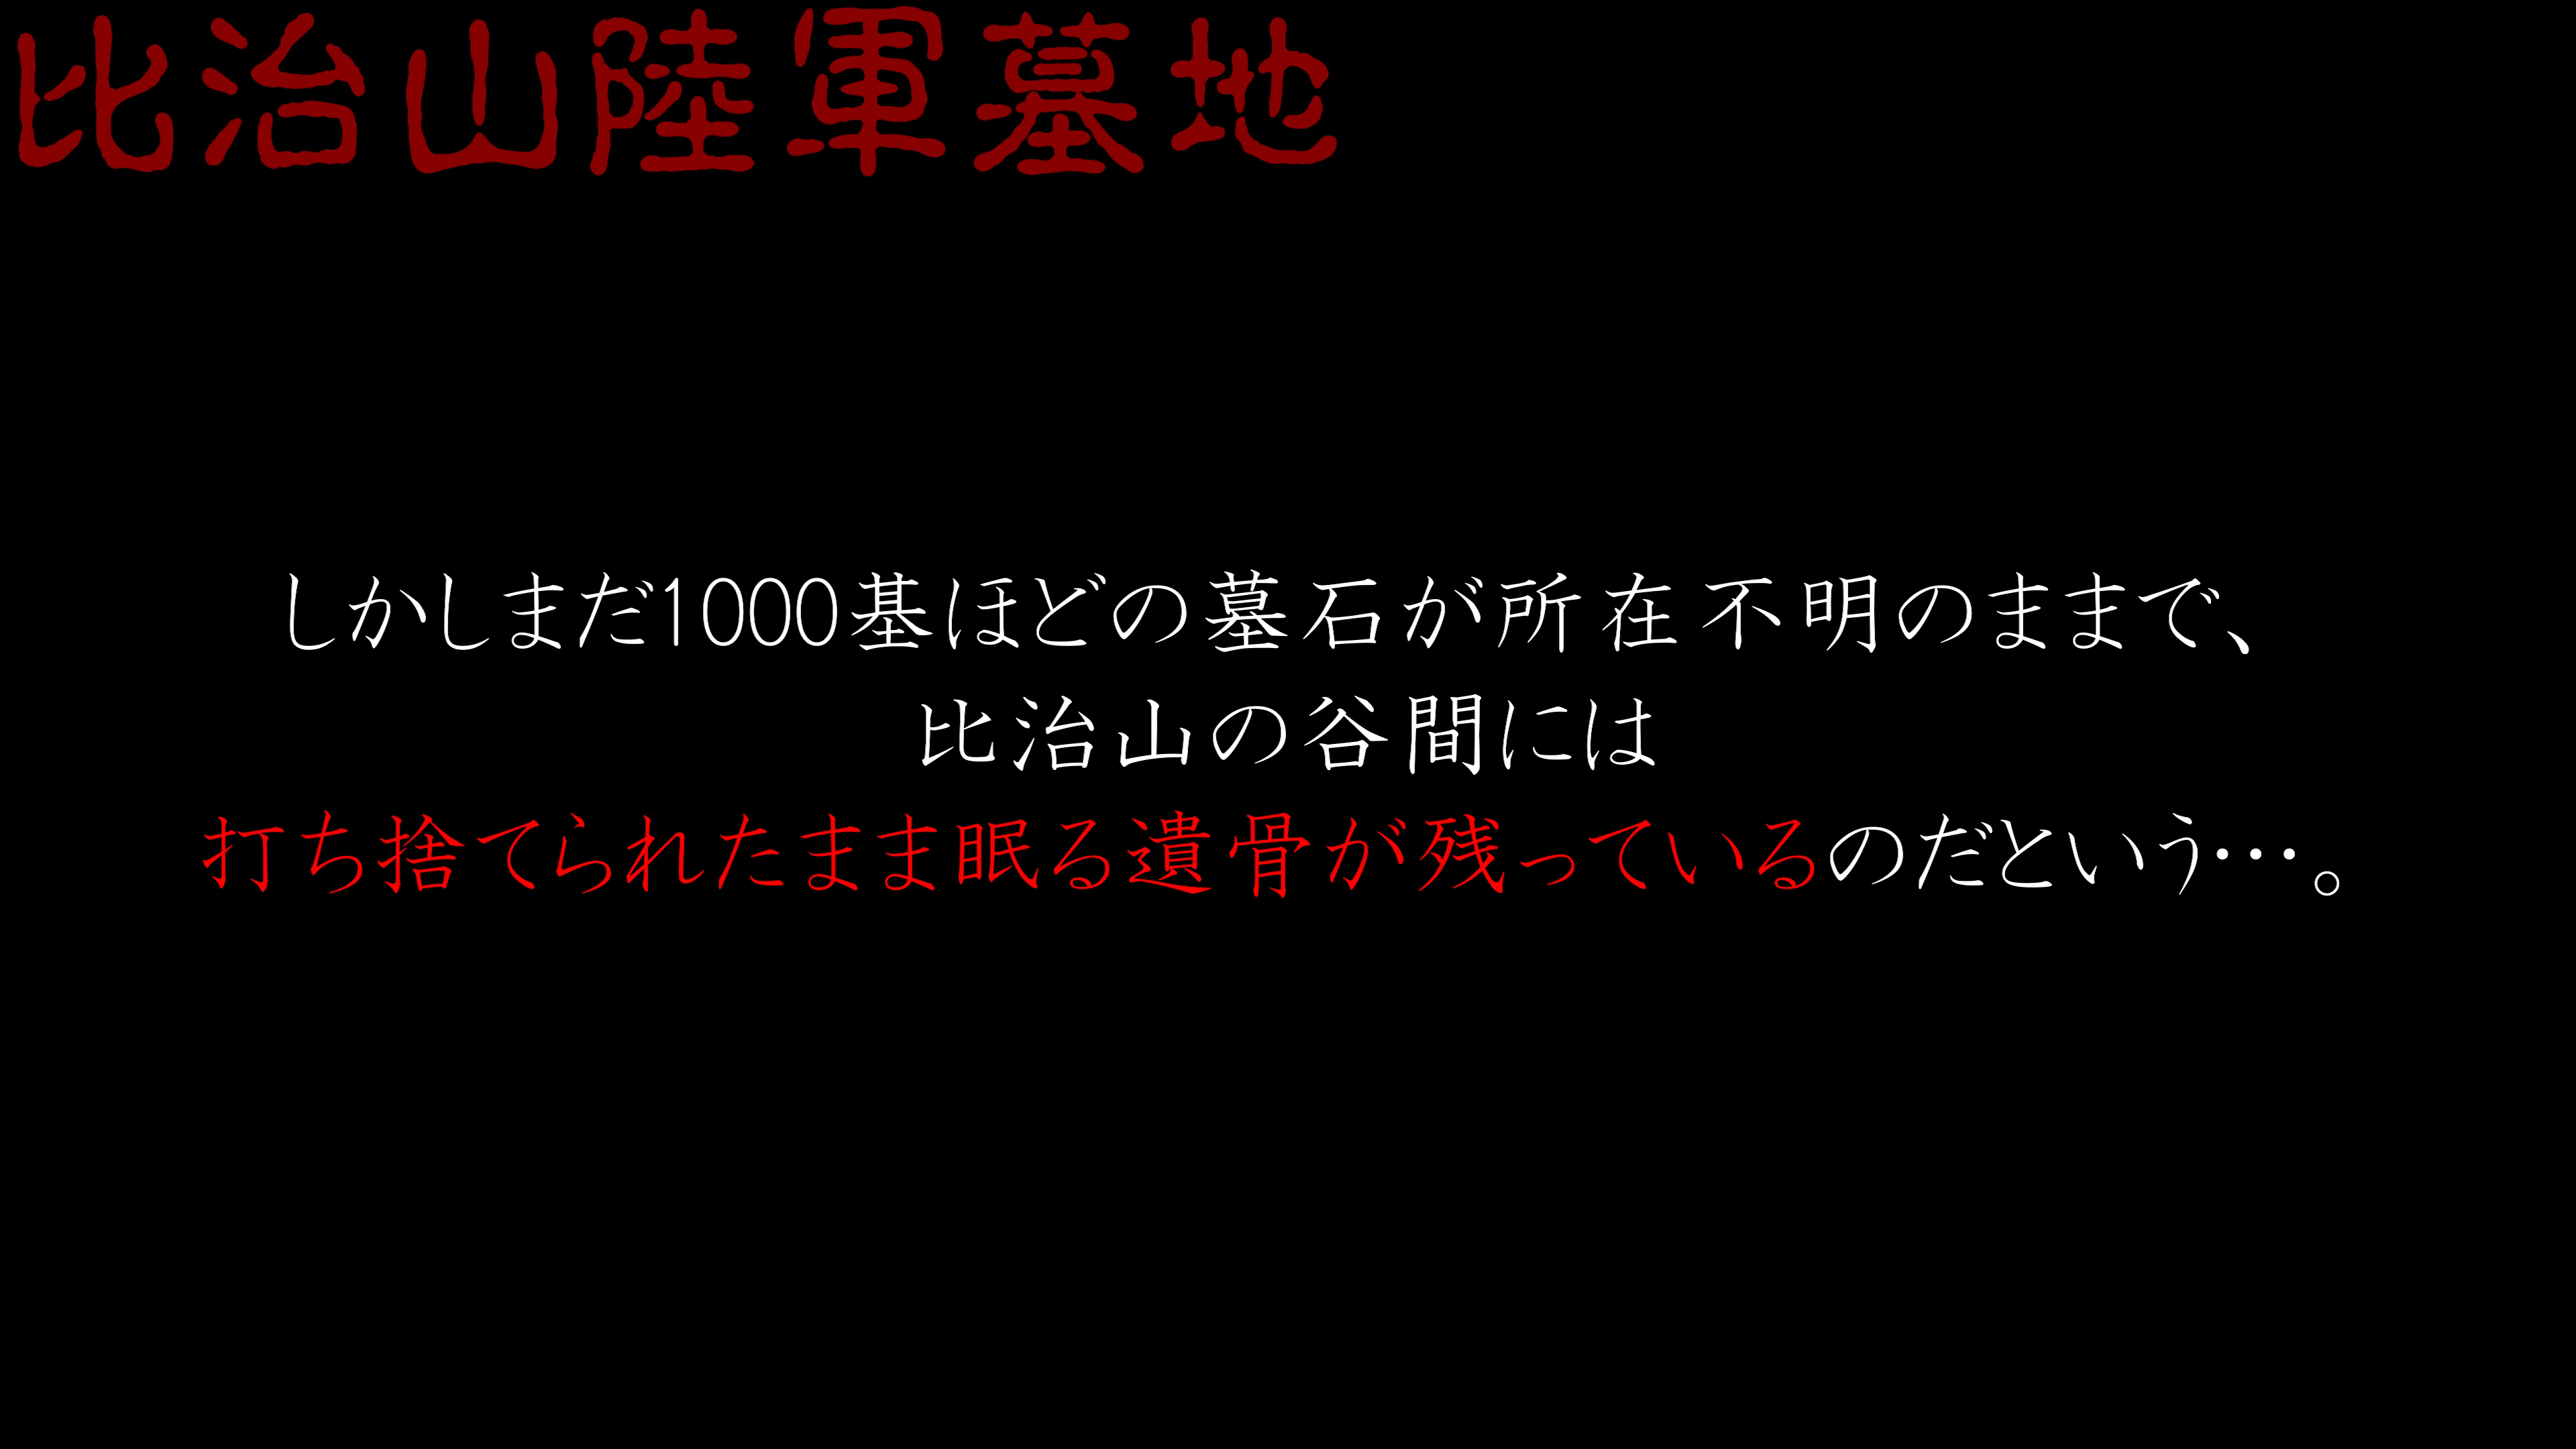 比治山陸軍墓地
しかしまだ1000基ほどの墓石が所在不明のままで、
比治山の谷間には
打ち捨てられたまま眠る遺骨が残っているのだという…。